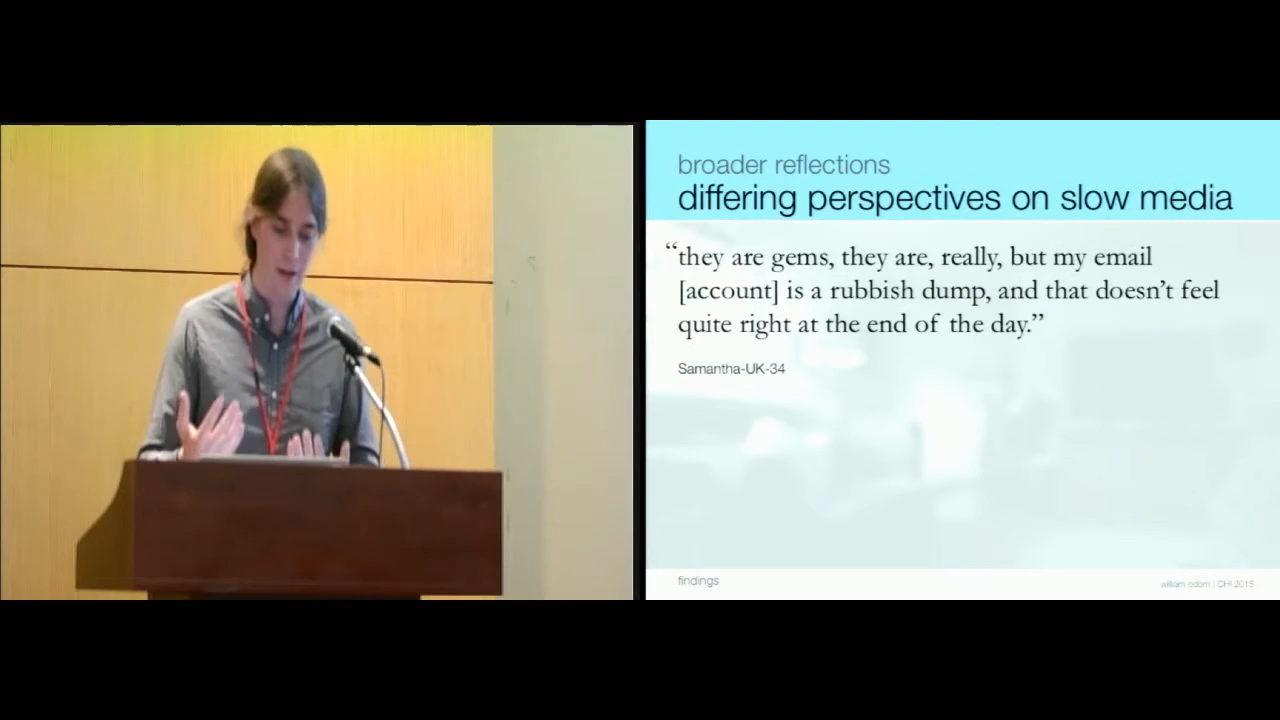 broader reflections
differing perspectives on slow media
“they are gems, they are, really, but my email
[account] is a rubbish dump, and that doesn’t feel
quite right at the end of the day.”
Samantha-UK-34
findings
william odom | CHI 2015